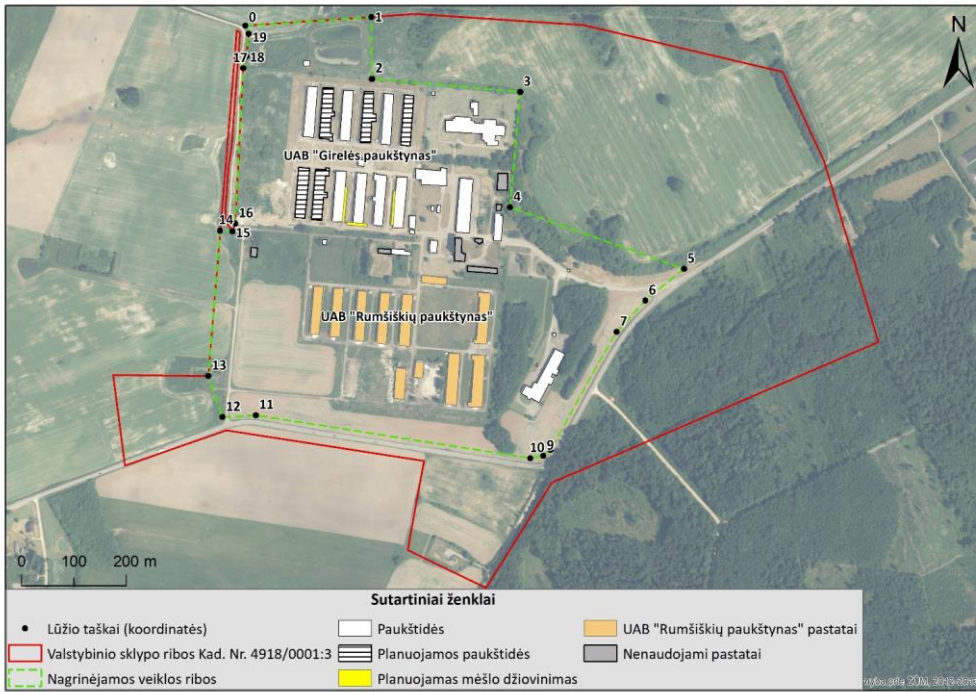 0
1
19
N
17 18
2
3
UAB "Girelės paukštynas"
4
16
14
15
5
6
UAB "Rumšiškių paukštynas"
7
13
12
11
10 9
0 100 200 m
Sutartiniai ženklai
Lūžio taškai (koordinatės)
Paukštidės
UAB "Rumšiškių paukštynas" pastatai
Valstybinio sklypo ribos Kad. Nr. 4918/0001:3
Planuojamos paukštidės
Nenaudojami pastatai
Nagrinėjamos veiklos ribos
Planuojamas mėšlo džiovinimas